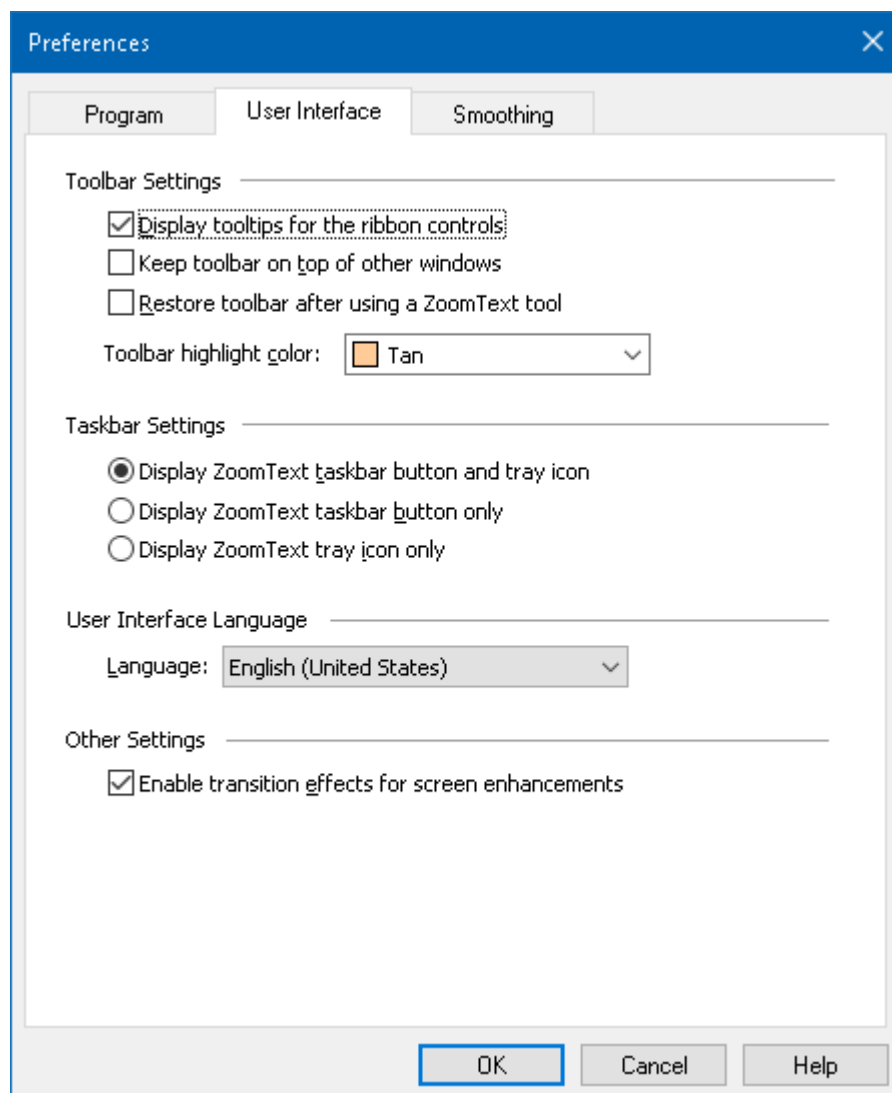 Preferences
Program User Interface Smoothing
Toolbar Settings
Display tooltips for the ribbon controls
Keep toolbar on top of other windows
Restore toolbar after using a ZoomText tool
Toolbar highlight color: Tan
Taskbar Settings
Display ZoomText taskbar button and tray icon
Display ZoomText taskbar button only
Display ZoomText tray icon only
User Interface Language
Language: English (United States)
Other Settings
Enable transition effects for screen enhancements
OK Cancel Help